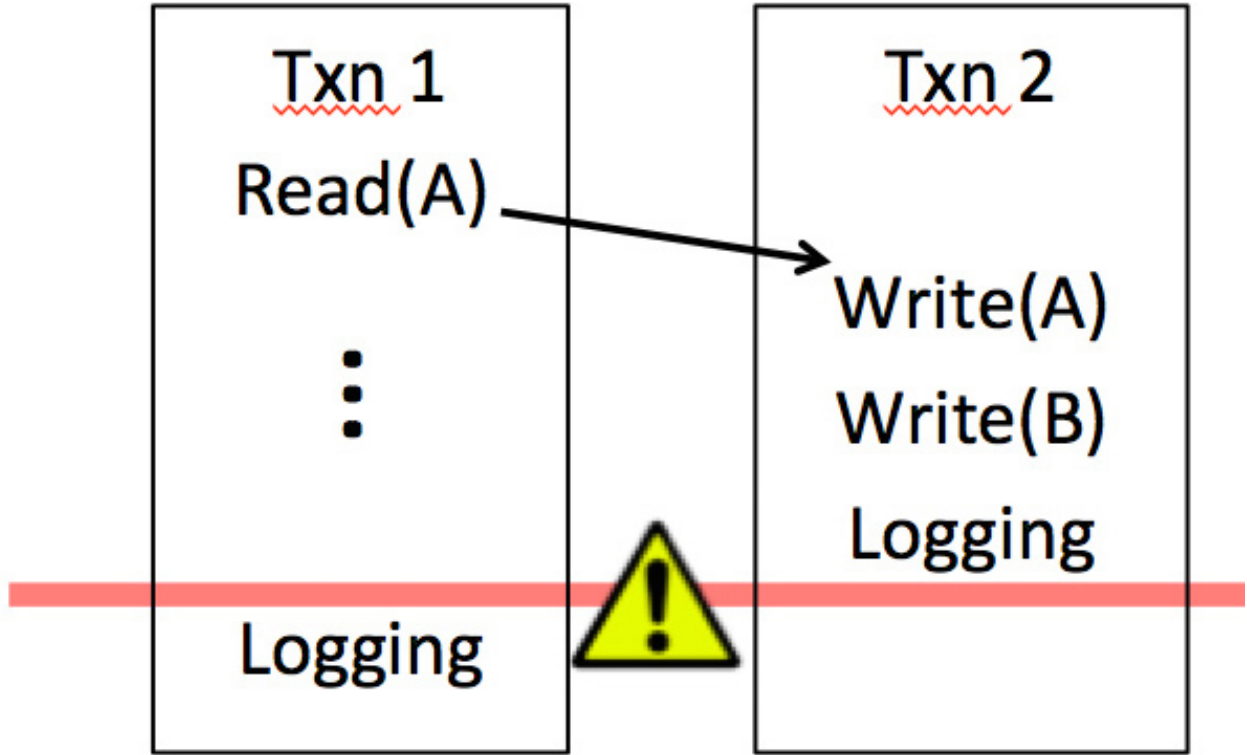 Txn 1
Read(A)
⋮
Logging
Txn 2
Write(A)
Write(B)
Logging